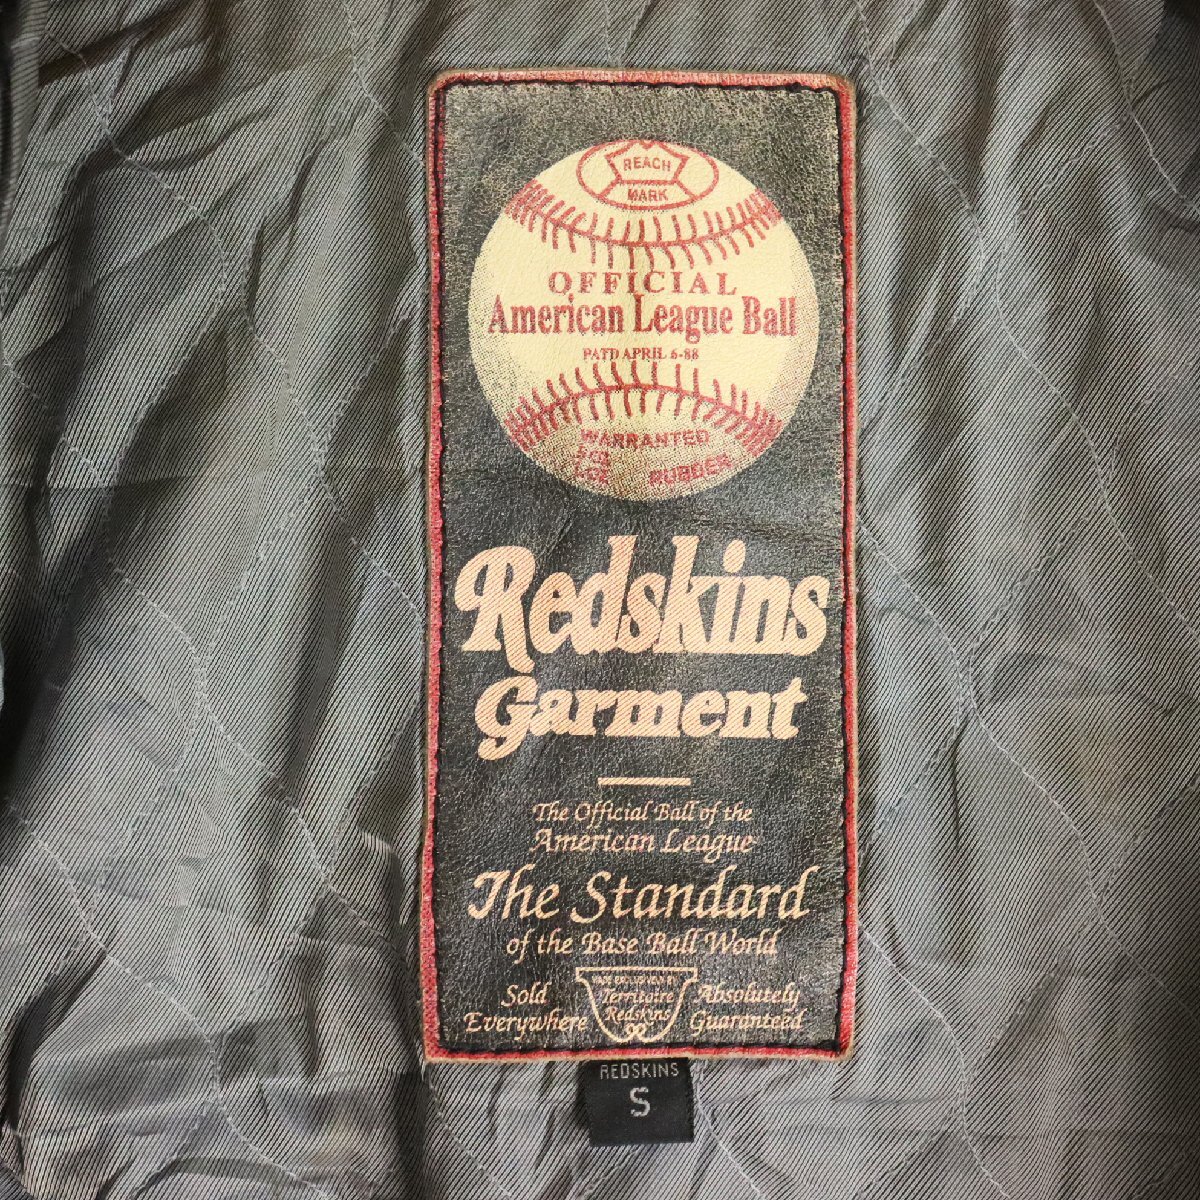 REACH
MARK
OFFICIAL
American League Ball
PAT'D APRIL 6-88
WARRANTED
RUBBER
Redskins
Garment
The Official Ball of the
American League
The Standard
of the Base Ball World
Sold
Everywhere
Territoire
Redskins
Absolutely
Guaranteed
REDSKINS
S